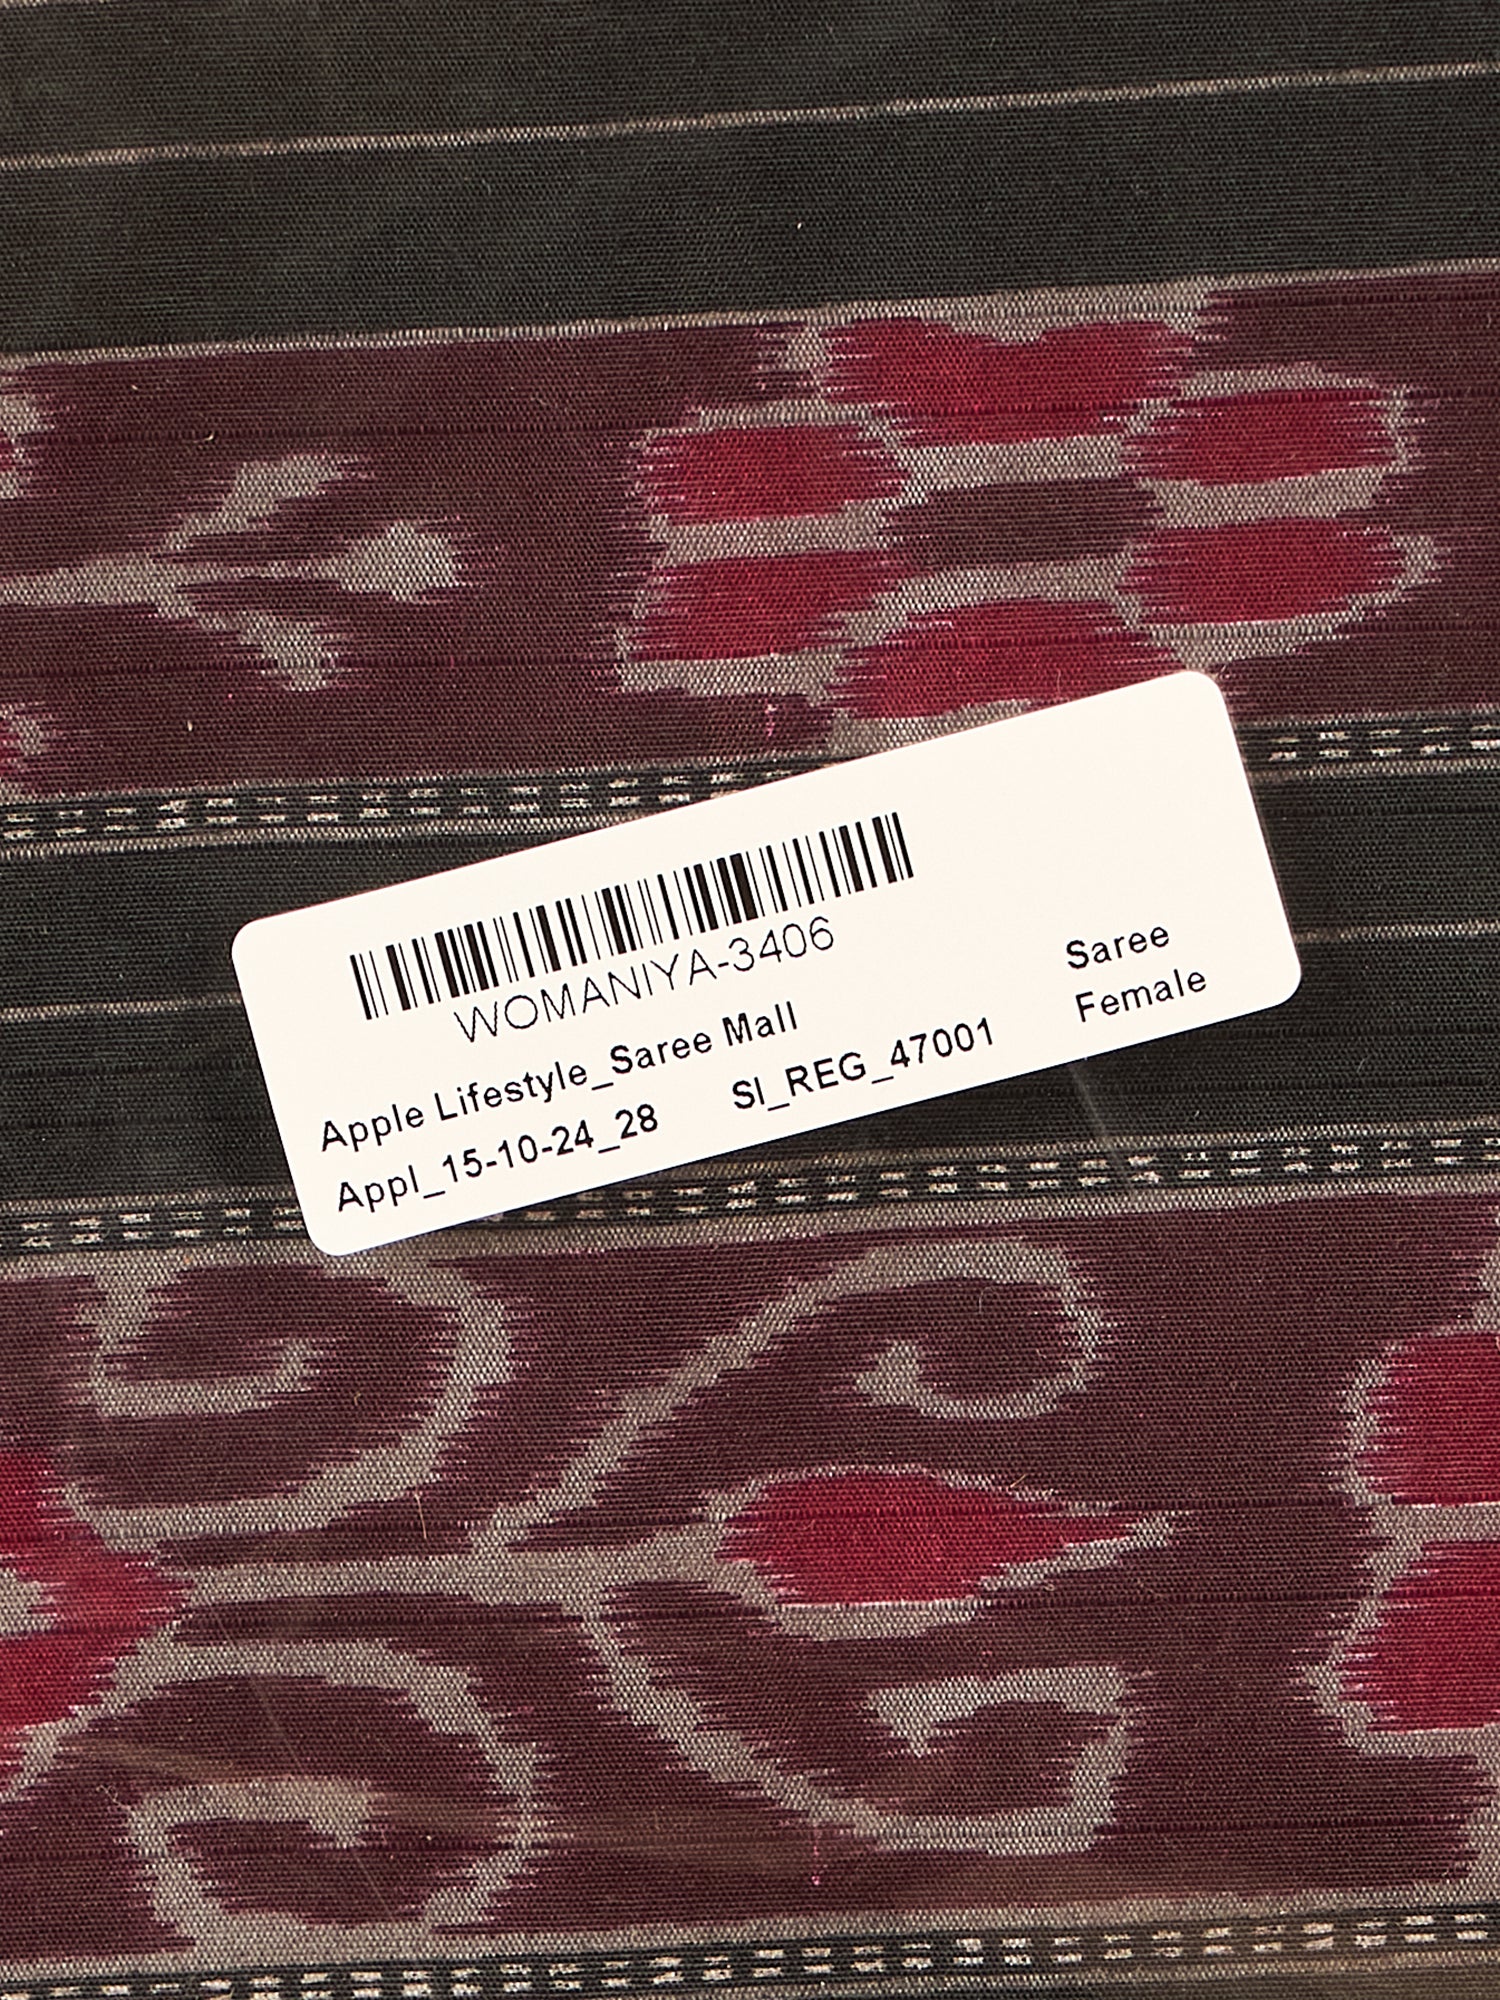 WOMANIYA-3406
Apple Lifestyle_Saree Mall
Saree
Appl_15-10-24_28 SI_REG_47001 Female